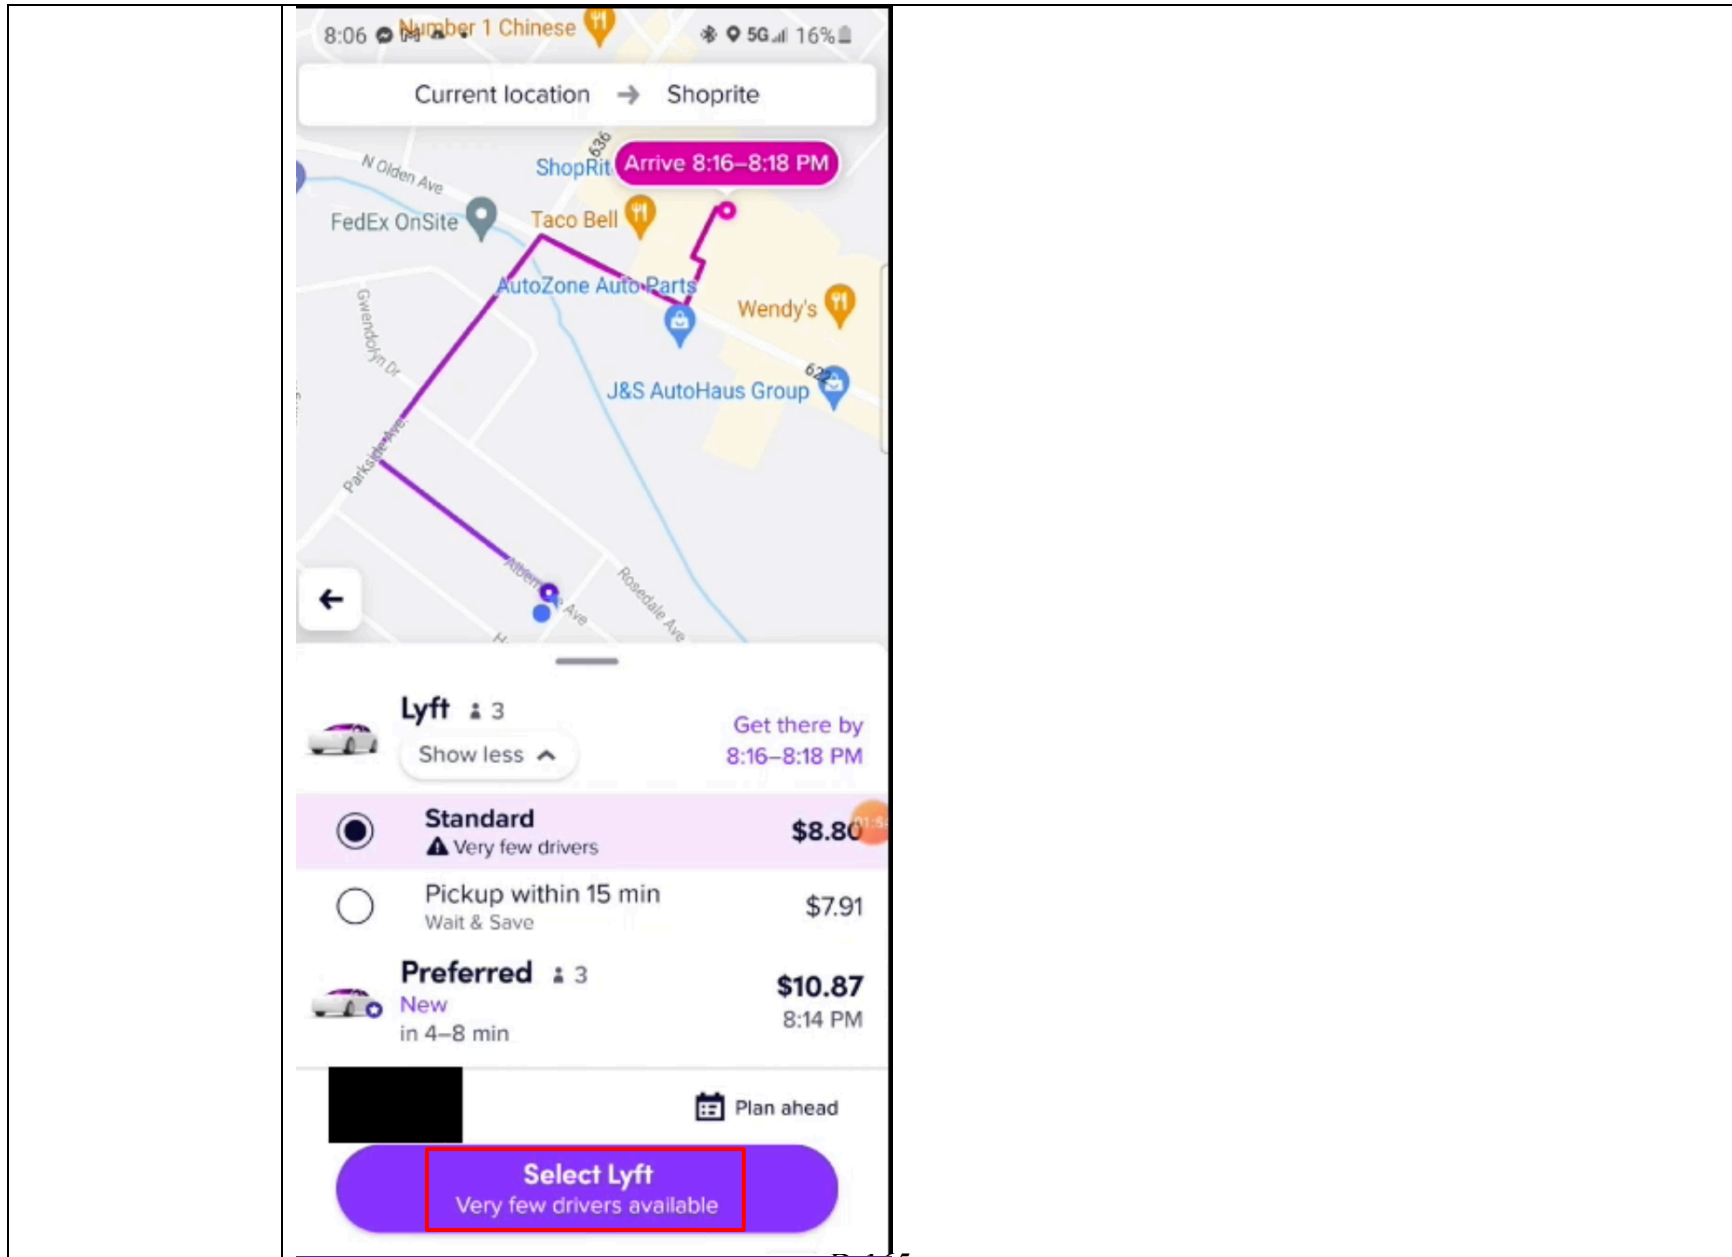 8:06
Number 1 Chinese
5G 16%
Current location → Shoprite
636
N Olden Ave
ShopRit
Arrive 8:16–8:18 PM
FedEx OnSite
Taco Bell
AutoZone Auto Parts
Gwendolyn Dr
Wendy's
622
J&S AutoHaus Group
Parkside Ave
Ave
Rosedale Ave
Lyft 3
Show less
Get there by
8:16–8:18 PM
Standard
Very few drivers
$8.80
Pickup within 15 min
Wait & Save
$7.91
Preferred 3
New
in 4–8 min
$10.87
8:14 PM
Plan ahead
Select Lyft
Very few drivers available